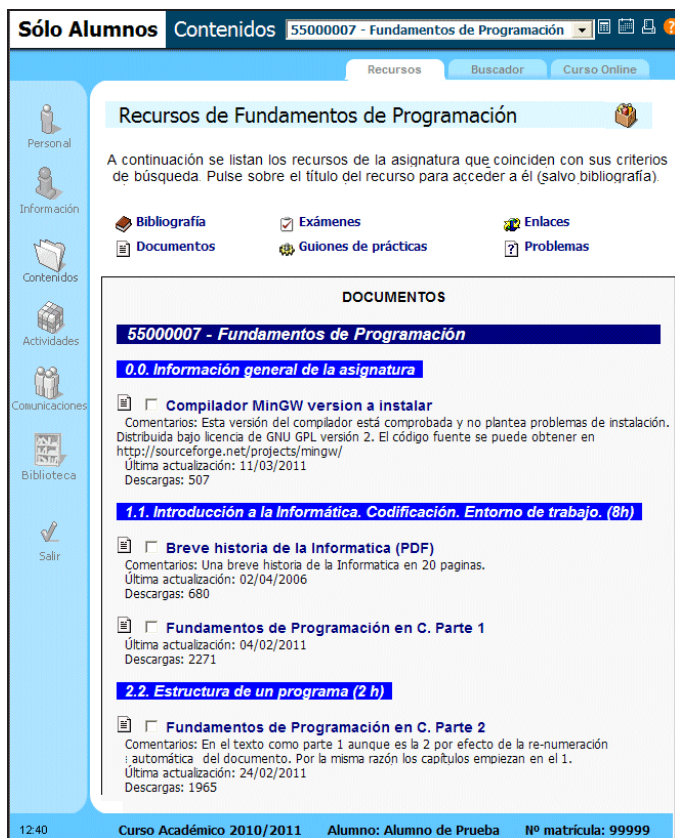 Sólo Alumnos Contenidos 55000007 - Fundamentos de Programación
Recursos Buscador Curso Online
Personal
Información
Contenidos
Actividades
Comunicaciones
Biblioteca
Salir
Recursos de Fundamentos de Programación
A continuación se listan los recursos de la asignatura que coinciden con sus criterios
de búsqueda. Pulse sobre el título del recurso para acceder a él (salvo bibliografía).
Bibliografía Exámenes Enlaces
Documentos Guiones de prácticas Problemas
DOCUMENTOS
55000007 - Fundamentos de Programación
0.0. Información general de la asignatura
Compilador MinGW version a instalar
Comentarios: Esta versión del compilador está comprobada y no plantea problemas de instalación.
Distribuida bajo licencia de GNU GPL versión 2. El código fuente se puede obtener en
http://sourceforge.net/projects/mingw/
Última actualización: 11/03/2011
Descargas: 507
1.1. Introducción a la Informática. Codificación. Entorno de trabajo. (8h)
Breve historia de la Informatica (PDF)
Comentarios: Una breve historia de la Informatica en 20 paginas.
Última actualización: 02/04/2006
Descargas: 680
Fundamentos de Programación en C. Parte 1
Última actualización: 04/02/2011
Descargas: 2271
2.2. Estructura de un programa (2 h)
Fundamentos de Programación en C. Parte 2
Comentarios: En el texto como parte 1 aunque es la 2 por efecto de la re-numeración
automática del documento. Por la misma razón los capítulos empiezan en el 1.
Última actualización: 24/02/2011
Descargas: 1965
12:40 Curso Académico 2010/2011 Alumno: Alumno de Prueba Nº matrícula: 99999